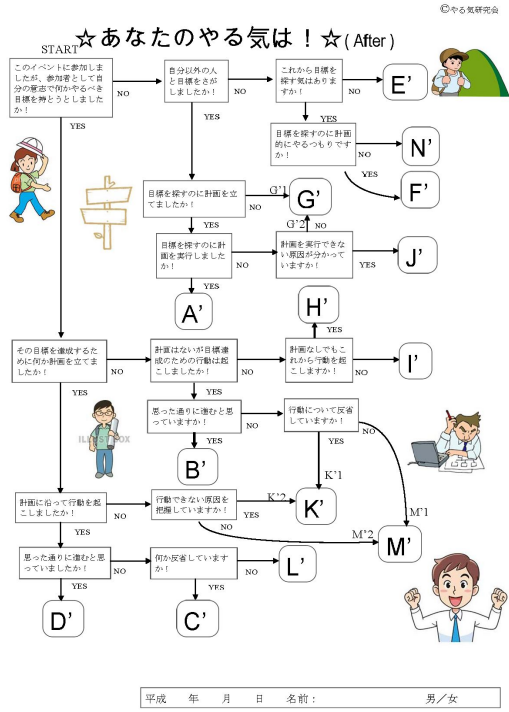 ©やる気研究会
☆あなたのやる気は！☆( After )
START
このイベントに参加しま
したが、参加者として自
分の意志で何かやるべき
目標を持とうとしました
か！
NO
自分以外の人
と目標をさが
しましたか！
NO
これから目標を
探す気はありま
すか！
NO
E’
YES
YES
YES
目標を探すのに計画
的にやるつもりです
か！
NO
N’
YES
F’
目標を探すのに計画を立
てましたか！
NO
G’1
G’
YES
G’2
目標を探すのに計
画を実行しました
か！
NO
計画を実行できな
い原因が分かって
いますか！
YES
J’
YES
A’
H’
YES
その目標を達成するた
めに何か計画を立てま
したか！
NO
計画はないが目標達
成のための行動は起
こしましたか！
NO
計画なしでもこ
れから行動を起
こしますか！
NO
I’
YES
YES
思った通りに進むと思
っていますか！
NO
行動について反省
していますか！
NO
YES
YES
B’
K’1
計画に沿って行動を起
こしましたか！
NO
行動できない原因を
把握していますか！
YES
K’2
K’
M’1
YES
NO
M’2
M’
思った通りに進むと思
っていましたか！
NO
何か反省しています
か！
NO
L’
YES
YES
D’
C’
平成　年　月　日　名前：　男／女